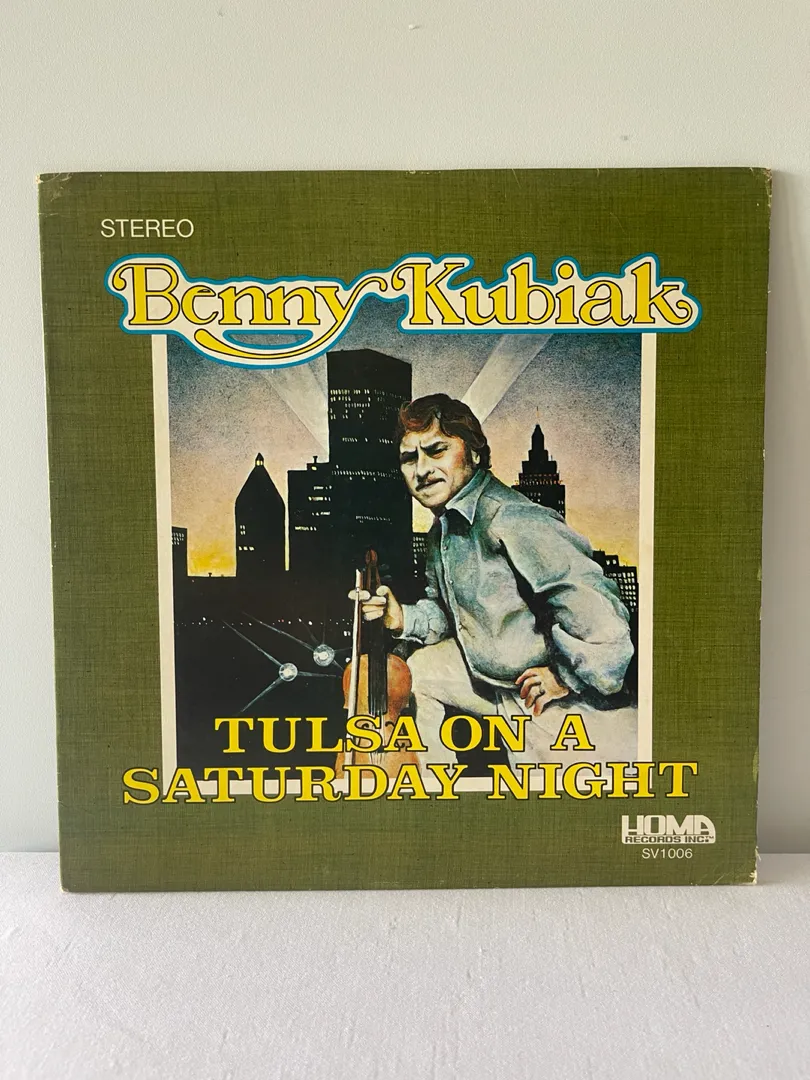 STEREO
Benny Kubiak
TULSA ON A
SATURDAY NIGHT
HOMA
RECORDS INC.
SV1006